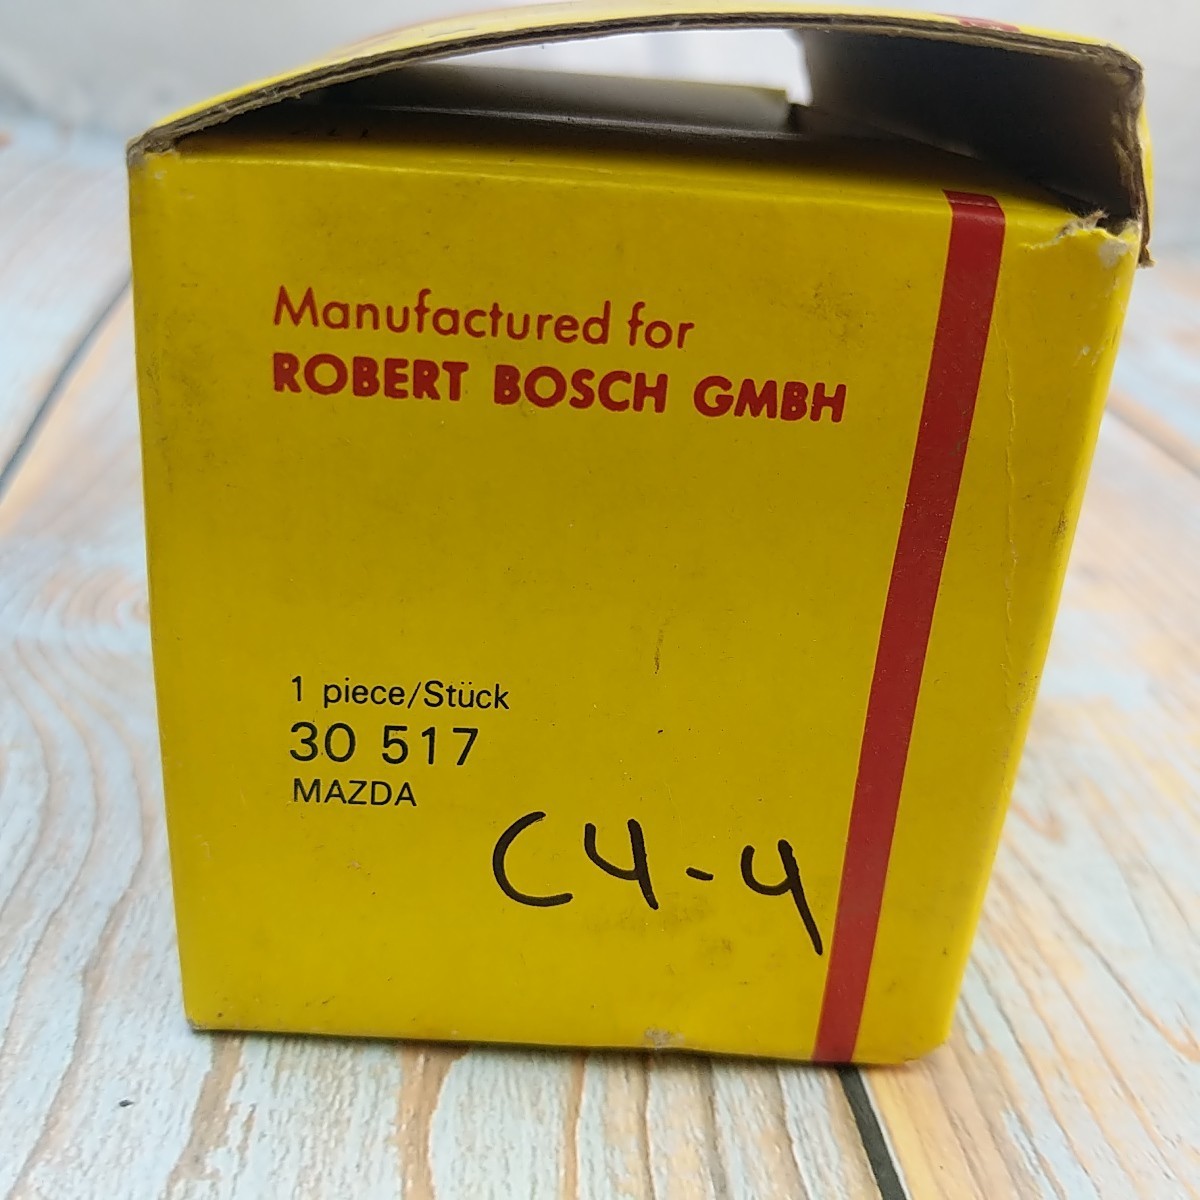 Manufactured for
ROBERT BOSCH GMBH
1 piece/Stück
30 517
MAZDA
C4-4